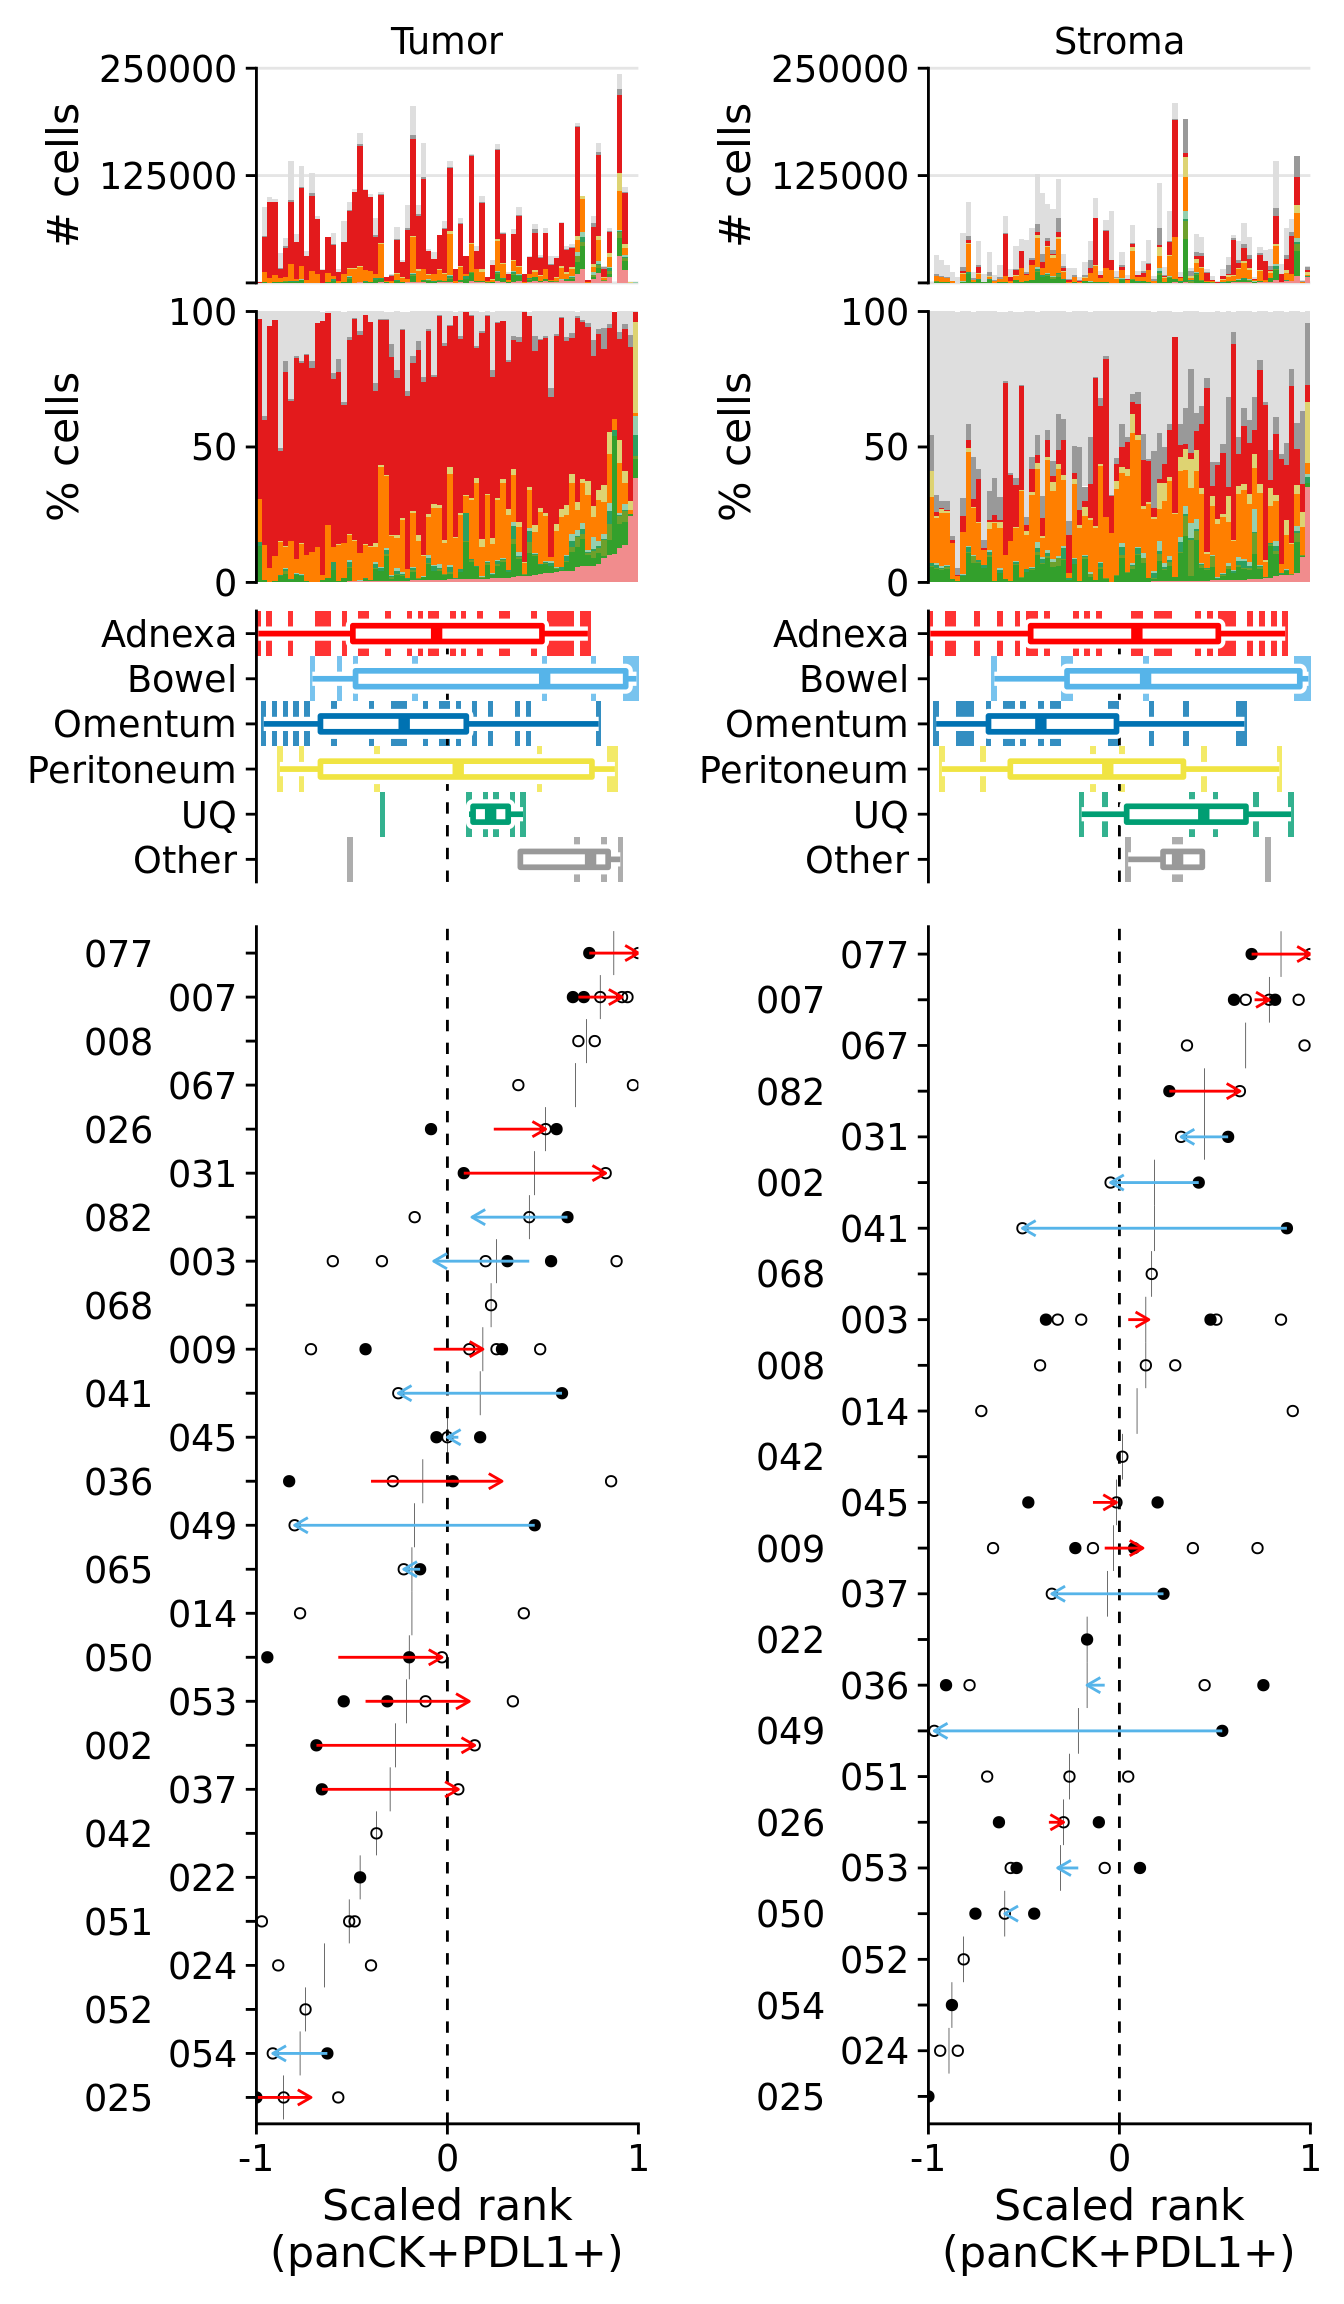 Tumor
250000
125000
# cells
100
50
0
% cells
Adnexa
Bowel
Omentum
Peritoneum
UQ
Other
077
007
008
067
026
031
082
003
068
009
041
045
036
049
065
014
050
053
002
037
042
022
051
024
052
054
025
-1 0 1
Scaled rank
(panCK+PDL1+)
Stroma
250000
125000
# cells
100
50
0
% cells
Adnexa
Bowel
Omentum
Peritoneum
UQ
Other
077
007
067
082
031
002
041
068
003
008
014
042
045
009
037
022
036
049
051
026
053
050
052
054
024
025
-1 0 1
Scaled rank
(panCK+PDL1+)